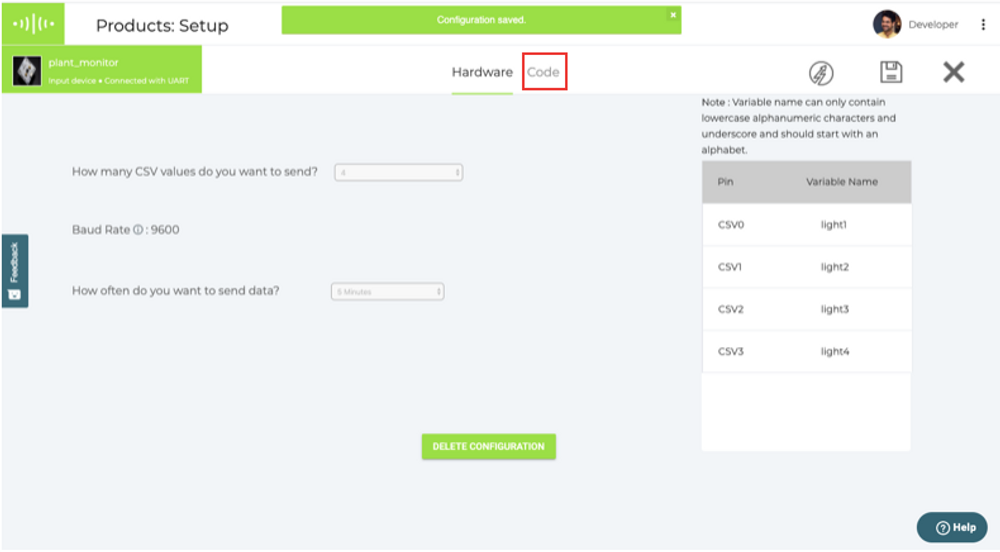 Configuration saved.
Products: Setup
Developer
plant_monitor
Input device • Connected with UART
Hardware
Code
Note : Variable name can only contain
lowercase alphanumeric characters and
underscore and should start with an
alphabet.
How many CSV values do you want to send?
4
Baud Rate ⓘ : 9600
How often do you want to send data?
5 Minutes
Pin Variable Name
CSV0 light1
CSV1 light2
CSV2 light3
CSV3 light4
Feedback
DELETE CONFIGURATION
Help